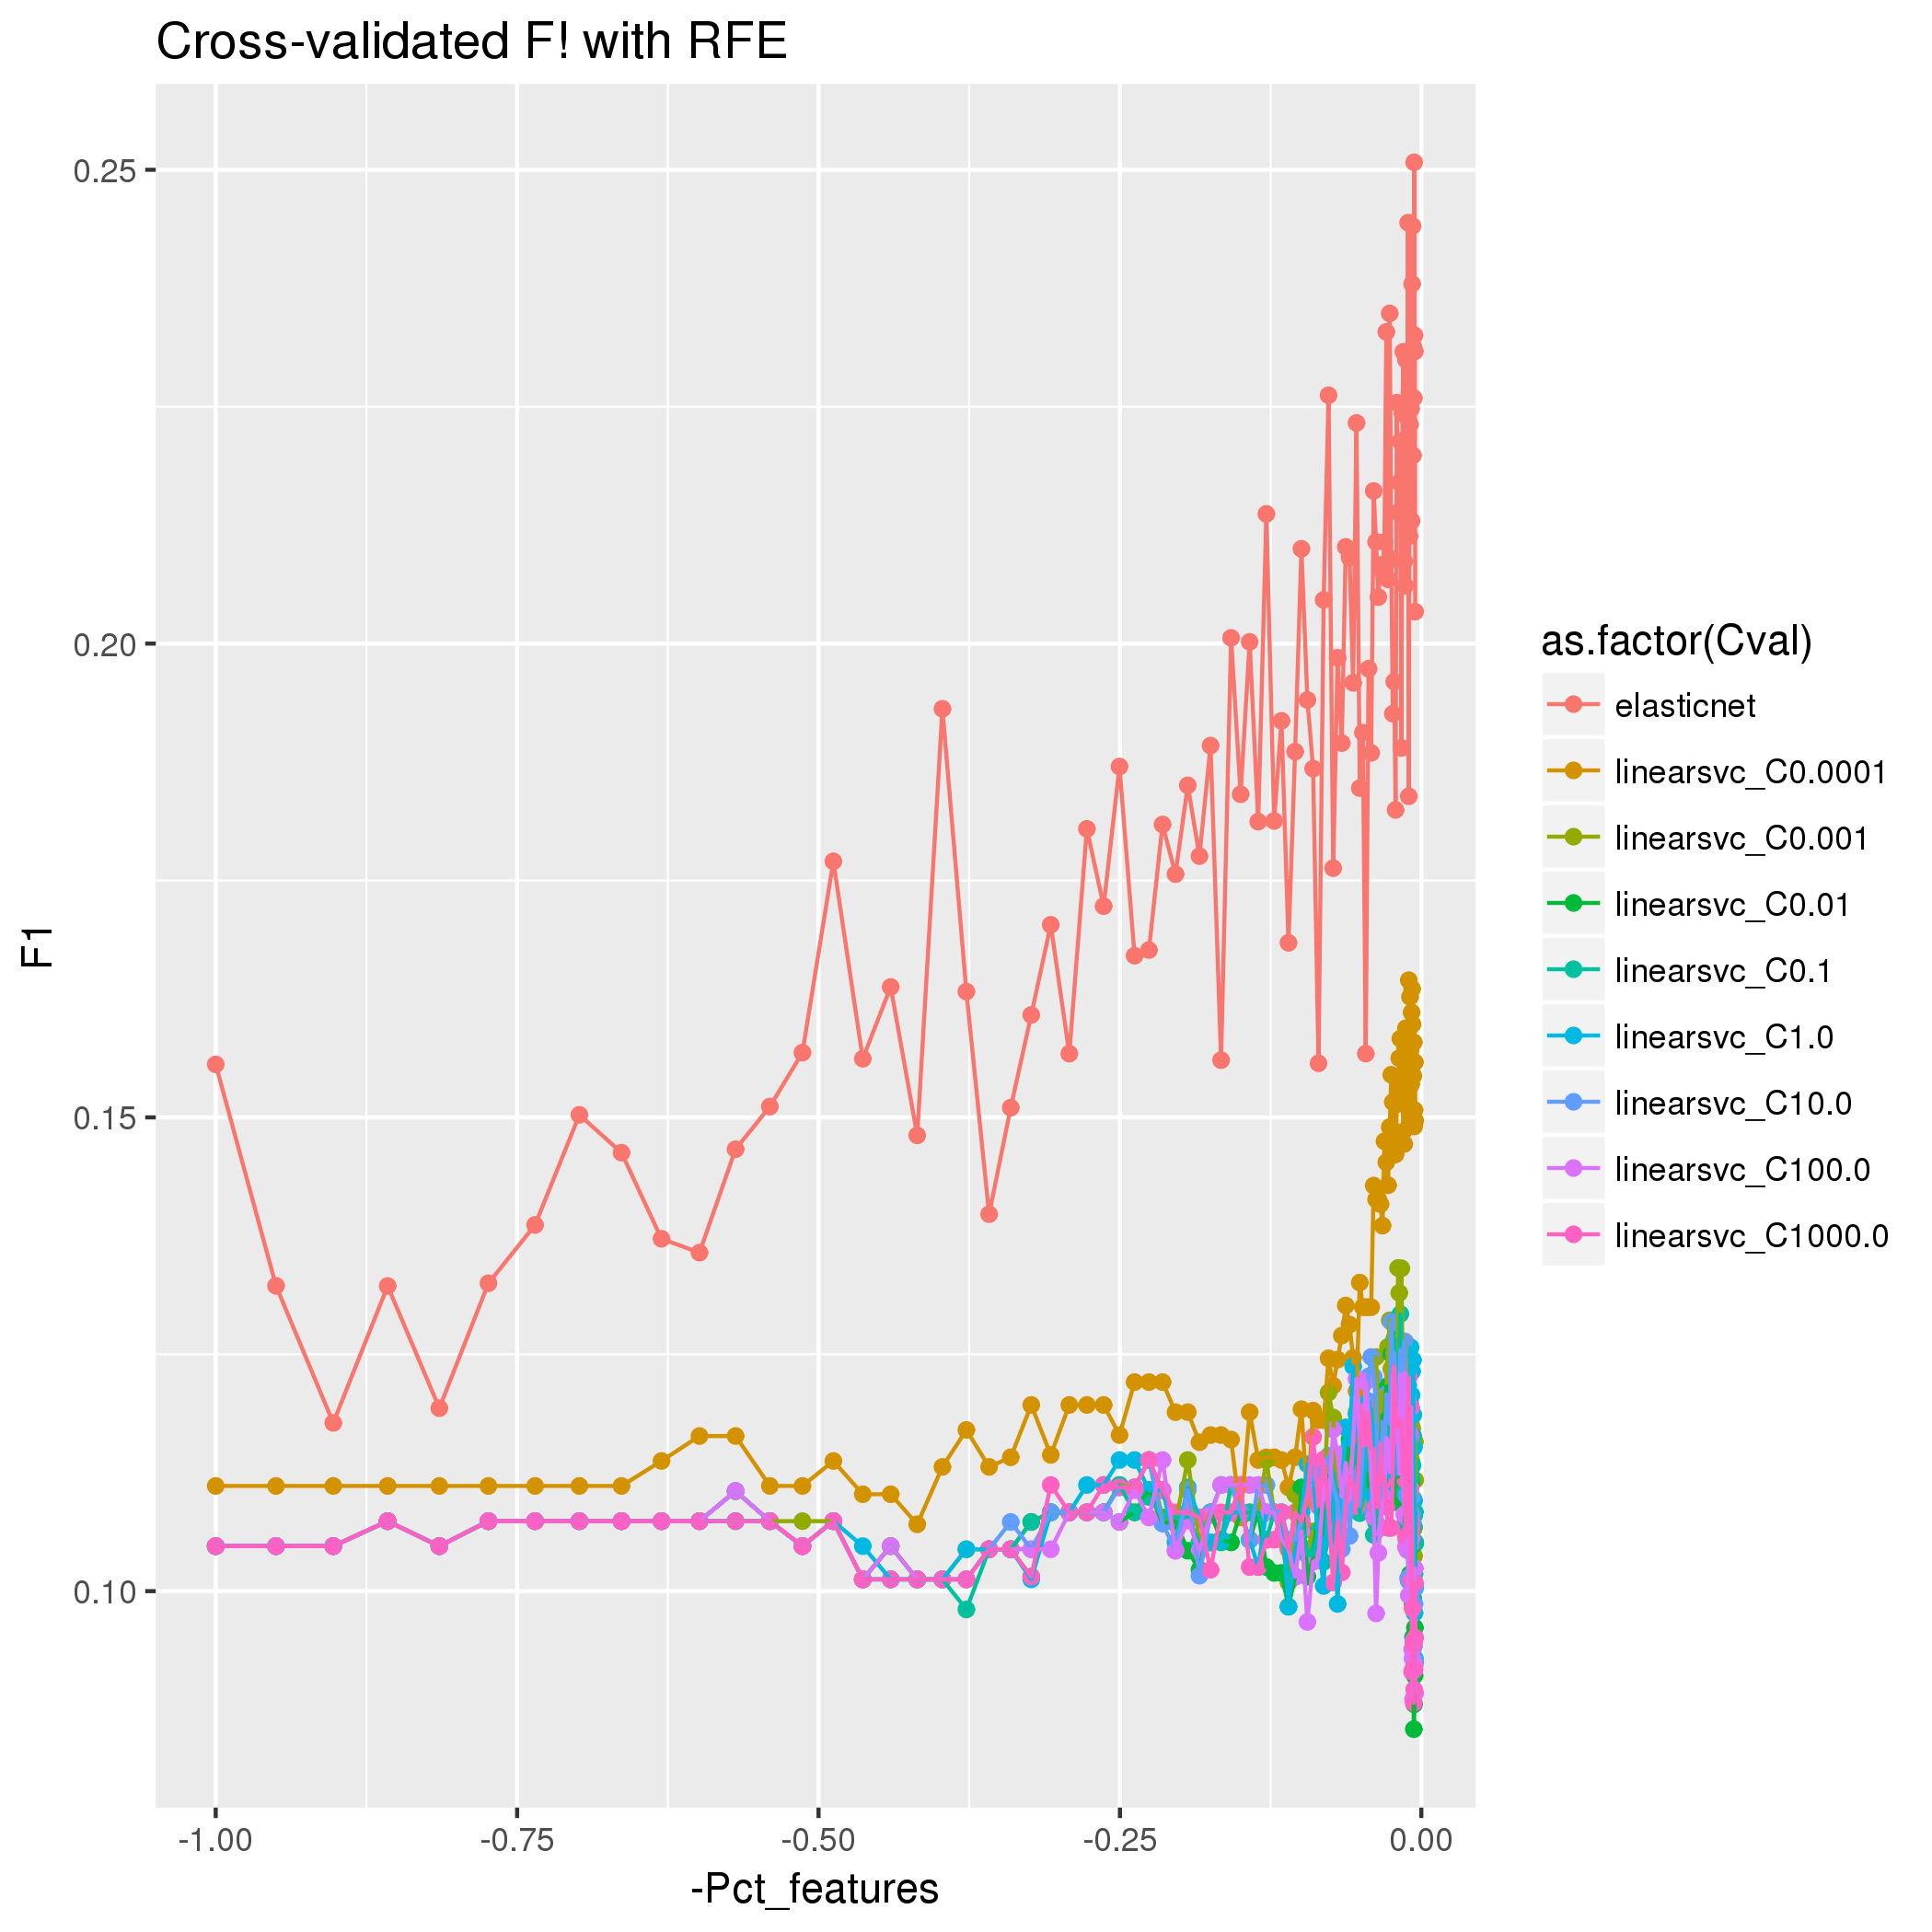 Cross-validated F! with RFE
0.25
0.20
0.15
0.10
F1
-1.00
-0.75
-0.50
-0.25
0.00
-Pct_features
as.factor(Cval)
elasticnet
linearsvc_C0.0001
linearsvc_C0.001
linearsvc_C0.01
linearsvc_C0.1
linearsvc_C1.0
linearsvc_C10.0
linearsvc_C100.0
linearsvc_C1000.0